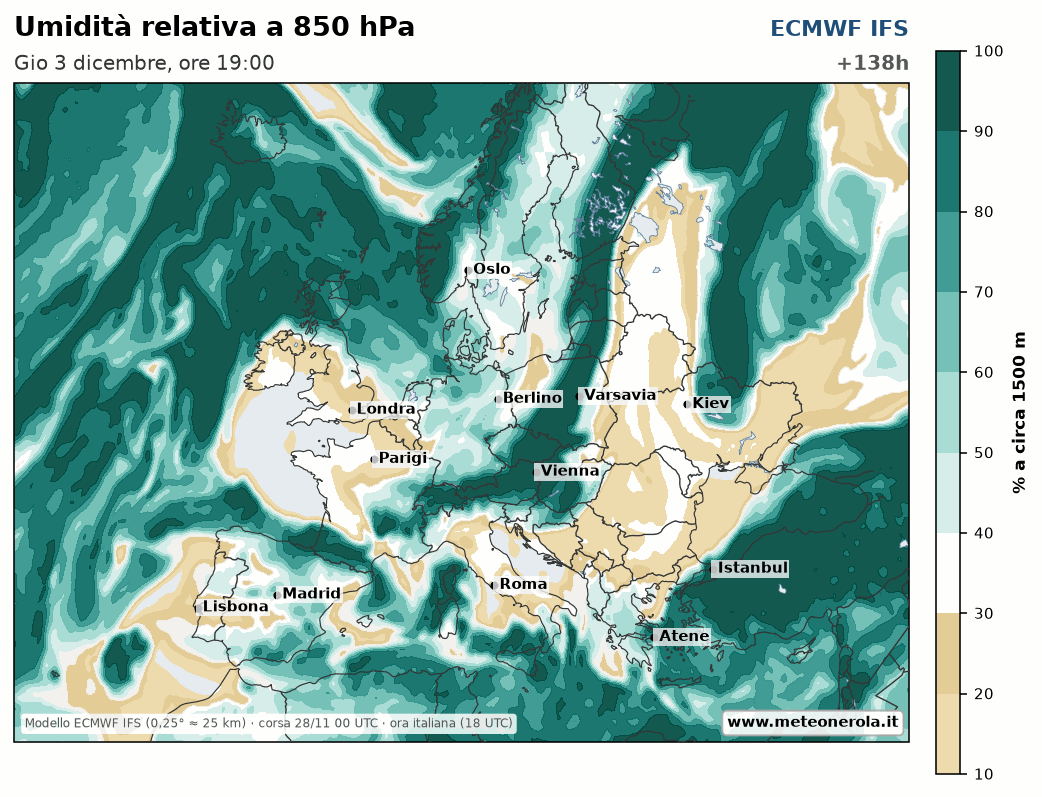 Umidità relativa a 850 hPa
ECMWF IFS
Gio 3 dicembre, ore 19:00
+138h
100
90
80
70
60
50
40
30
20
10
% a circa 1500 m
Oslo
Berlino
Varsavia
Kiev
Londra
Parigi
Vienna
Istanbul
Roma
Madrid
Lisbona
Atene
Modello ECMWF IFS (0,25° ≈ 25 km) · corsa 28/11 00 UTC · ora italiana (18 UTC)
www.meteonerola.it